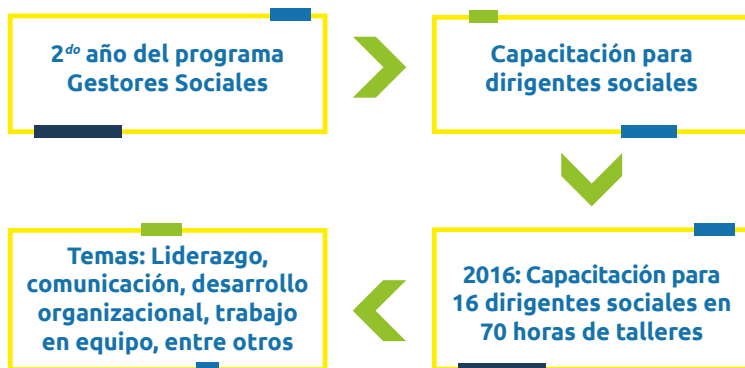 2do año del programa
Gestores Sociales
Capacitación para
dirigentes sociales
2016: Capacitación para
16 dirigentes sociales en
70 horas de talleres
Temas: Liderazgo,
comunicación, desarrollo
organizacional, trabajo
en equipo, entre otros